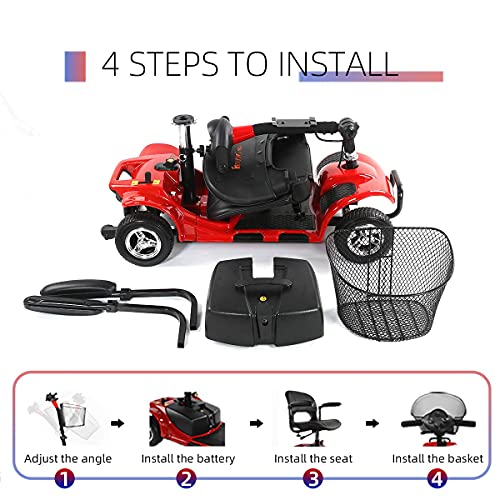 4 STEPS TO INSTALL
Adjust the angle
Install the battery
Install the seat
Install the basket
1
2
3
4